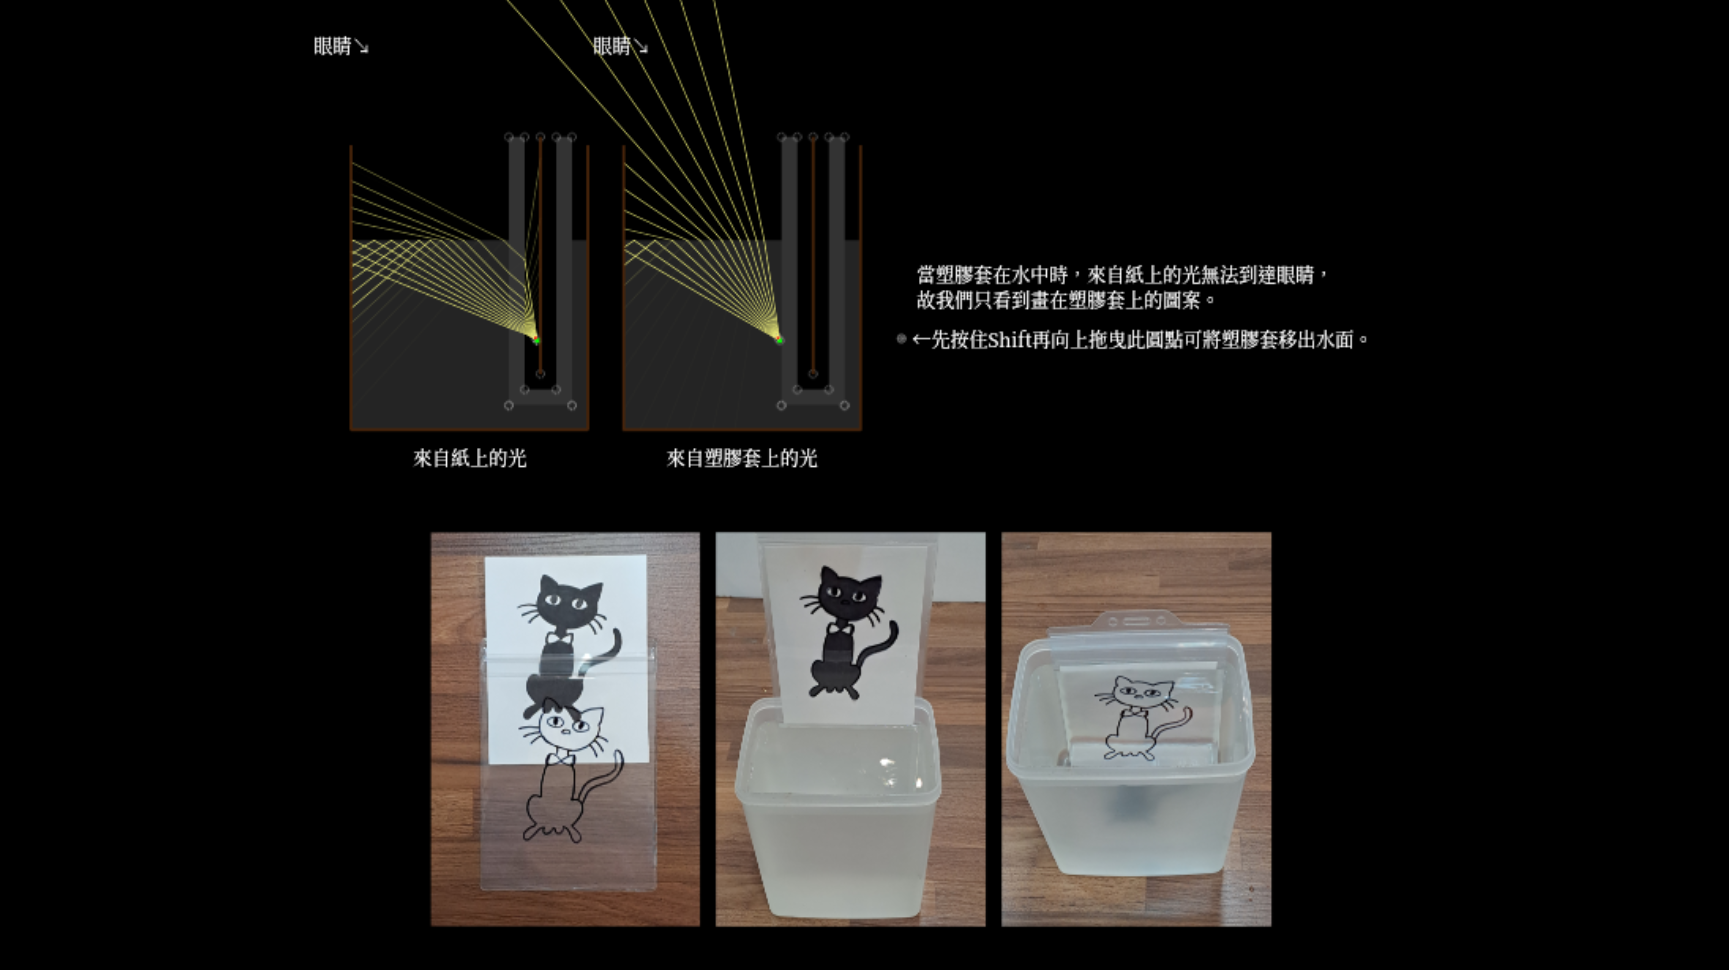 眼睛↘
眼睛↘
當塑膠套在水中時，來自紙上的光無法到達眼睛，
故我們只看到畫在塑膠套上的圖案。
←先按住Shift再向上拖曳此圓點可將塑膠套移出水面。
來自紙上的光
來自塑膠套上的光